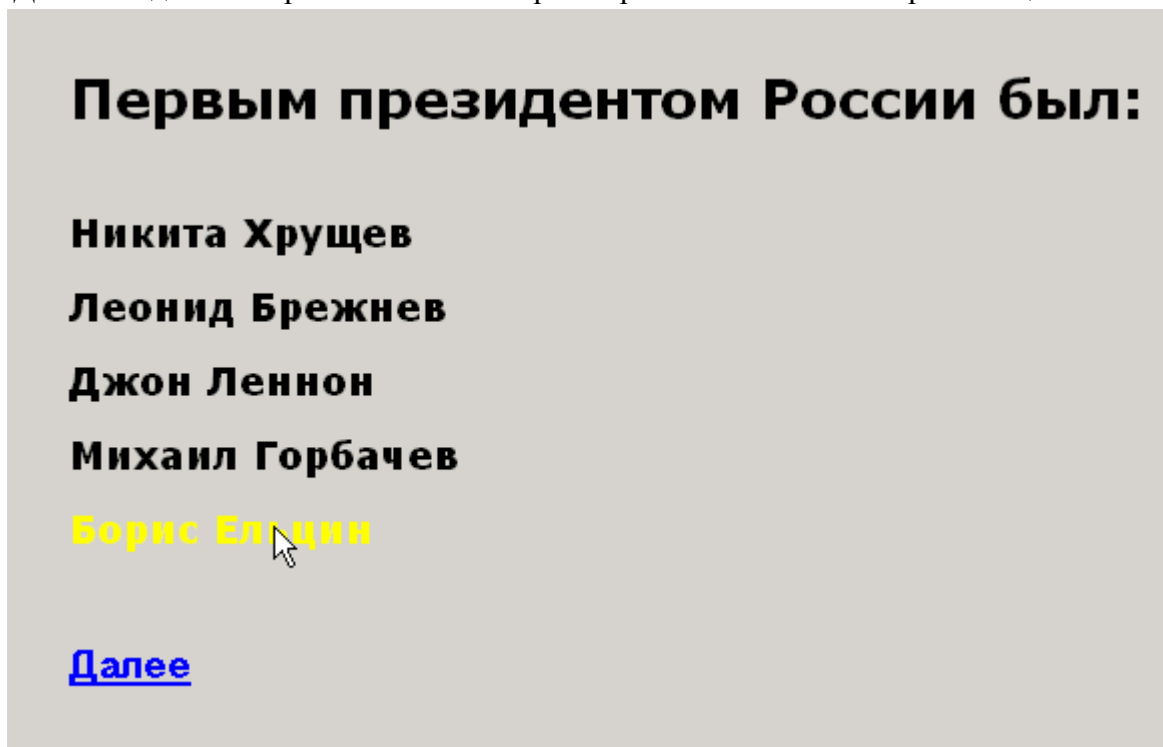 Первым президентом России был:
Никита Хрущев
Леонид Брежнев
Джон Леннон
Михаил Горбачев
Борис Ельцин
Далее